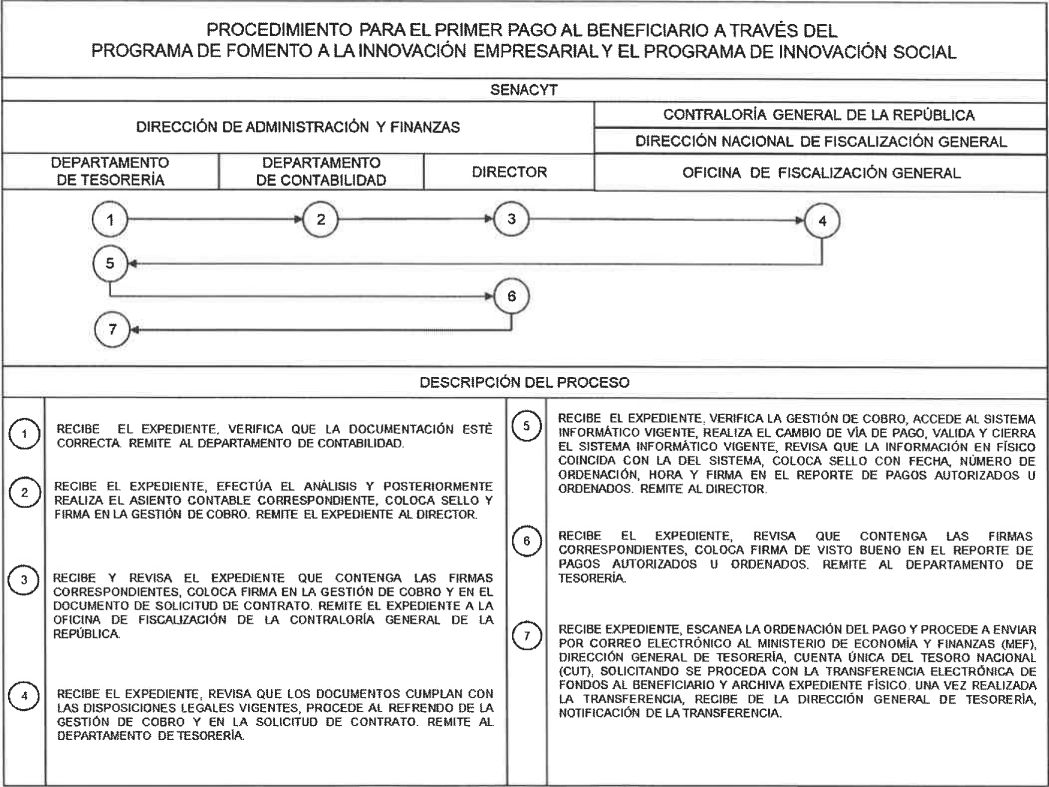 PROCEDIMIENTO PARA EL PRIMER PAGO AL BENEFICIARIO A TRAVÉS DEL
PROGRAMA DE FOMENTO A LA INNOVACIÓN EMPRESARIAL Y EL PROGRAMA DE INNOVACIÓN SOCIAL
SENACYT
DIRECCIÓN DE ADMINISTRACIÓN Y FINANZAS
CONTRALORÍA GENERAL DE LA REPÚBLICA
DIRECCIÓN NACIONAL DE FISCALIZACIÓN GENERAL
DEPARTAMENTO
DE TESORERÍA
DEPARTAMENTO
DE CONTABILIDAD
DIRECTOR
OFICINA DE FISCALIZACIÓN GENERAL
1
2
3
4
5
6
7
DESCRIPCIÓN DEL PROCESO
1
RECIBE EL EXPEDIENTE, VERIFICA QUE LA DOCUMENTACIÓN ESTÈ
CORRECTA. REMITE AL DEPARTAMENTO DE CONTABILIDAD.
2
RECIBE EL EXPEDIENTE, EFECTÚA EL ANÁLISIS Y POSTERIORMENTE
REALIZA EL ASIENTO CONTABLE CORRESPONDIENTE, COLOCA SELLO Y
FIRMA EN LA GESTIÓN DE COBRO. REMITE EL EXPEDIENTE AL DIRECTOR.
3
RECIBE Y REVISA EL EXPEDIENTE QUE CONTENGA LAS FIRMAS
CORRESPONDIENTES, COLOCA FIRMA EN LA GESTIÓN DE COBRO Y EN EL
DOCUMENTO DE SOLICITUD DE CONTRATO. REMITE EL EXPEDIENTE A LA
OFICINA DE FISCALIZACIÓN DE LA CONTRALORÍA GENERAL DE LA
REPÚBLICA.
4
RECIBE EL EXPEDIENTE, REVISA QUE LOS DOCUMENTOS CUMPLAN CON
LAS DISPOSICIONES LEGALES VIGENTES, PROCEDE AL REFRENDO DE LA
GESTIÓN DE COBRO Y EN LA SOLICITUD DE CONTRATO. REMITE AL
DEPARTAMENTO DE TESORERÍA.
5
RECIBE EL EXPEDIENTE, VERIFICA LA GESTIÓN DE COBRO, ACCEDE AL SISTEMA
INFORMÁTICO VIGENTE, REALIZA EL CAMBIO DE VÍA DE PAGO, VALIDA Y CIERRA
EL SISTEMA INFORMÁTICO VIGENTE, REVISA QUE LA INFORMACIÓN EN FÍSICO
COINCIDA CON LA DEL SISTEMA, COLOCA SELLO CON FECHA, NÚMERO DE
ORDENACIÓN, HORA Y FIRMA EN EL REPORTE DE PAGOS AUTORIZADOS U
ORDENADOS. REMITE AL DIRECTOR.
6
RECIBE EL EXPEDIENTE, REVISA QUE CONTENGA LAS FIRMAS
CORRESPONDIENTES, COLOCA FIRMA DE VISTO BUENO EN EL REPORTE DE
PAGOS AUTORIZADOS U ORDENADOS. REMITE AL DEPARTAMENTO DE
TESORERÍA.
7
RECIBE EXPEDIENTE, ESCANEA LA ORDENACIÓN DEL PAGO Y PROCEDE A ENVIAR
POR CORREO ELECTRÓNICO AL MINISTERIO DE ECONOMÍA Y FINANZAS (MEF),
DIRECCIÓN GENERAL DE TESORERÍA, CUENTA ÚNICA DEL TESORO NACIONAL
(CUT), SOLICITANDO SE PROCEDA CON LA TRANSFERENCIA ELECTRÓNICA DE
FONDOS AL BENEFICIARIO Y ARCHIVA EXPEDIENTE FÍSICO. UNA VEZ REALIZADA
LA TRANSFERENCIA, RECIBE DE LA DIRECCIÓN GENERAL DE TESORERÍA,
NOTIFICACIÓN DE LA TRANSFERENCIA.